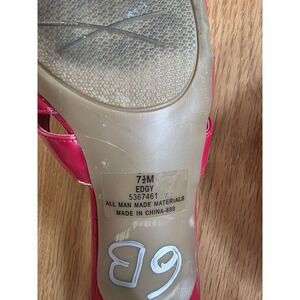 7½M
EDGY
5367461
ALL MAN MADE MATERIALS
MADE IN CHINA-690
6B